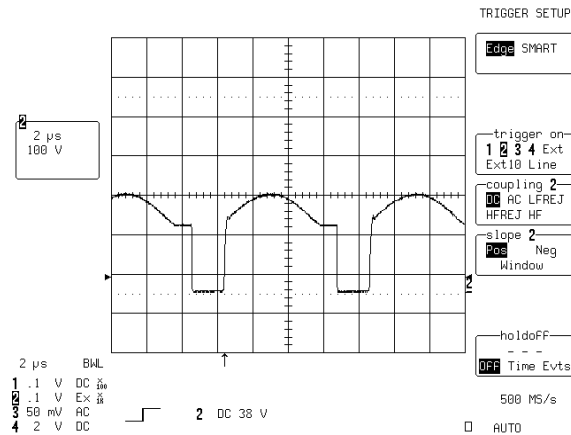 TRIGGER SETUP
Edge SMART
2
2 µs
100 V
trigger on
1 2 3 4 Ext
Ext10 Line
coupling 2
DC AC LFREJ
HFREJ HF
slope 2
Pos Neg
Window
2
holdoff
- - -
OFF Time Evts
2 µs BWL
1 .1 V DC
2 .1 V Ex
3 50 mV AC
4 2 V DC
2 DC 38 V
500 MS/s
AUTO